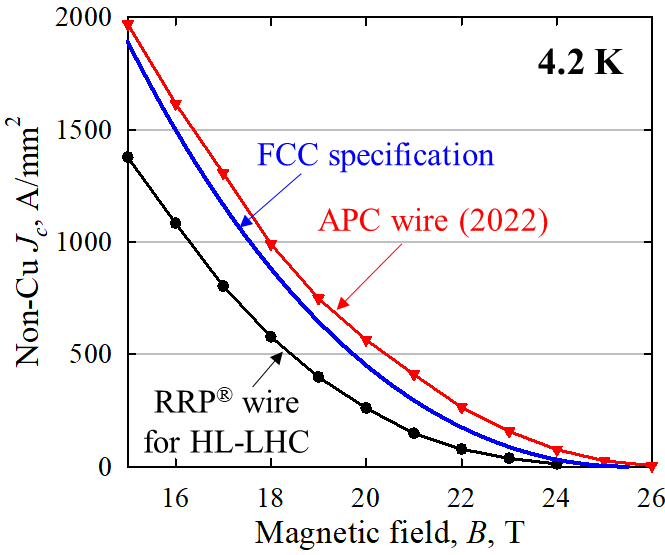 2000
4.2 K
1500
FCC specification
APC wire (2022)
1000
Non-Cu Jc, A/mm²
500
RRP® wire
for HL-LHC
0
16 18 20 22 24 26
Magnetic field, B, T